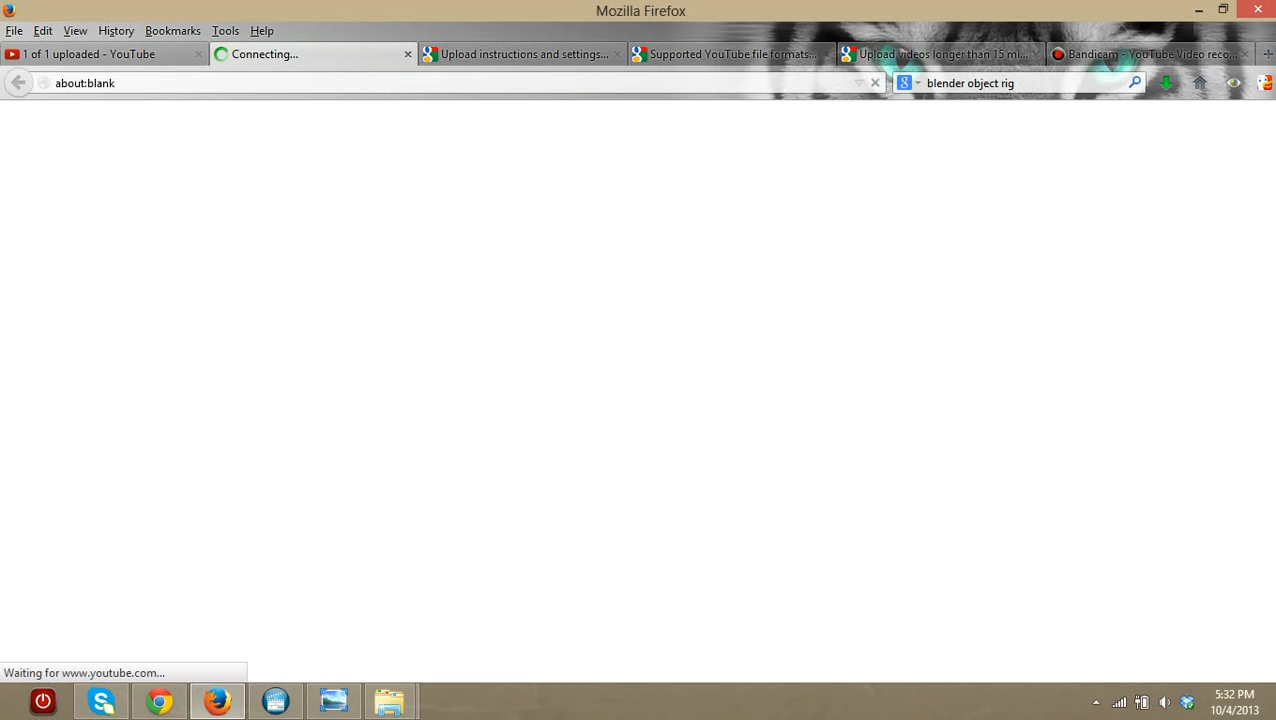 Mozilla Firefox
File Edit View History Bookmarks Tools Help
1 of 1 uploaded - YouTube Connecting... Upload instructions and settings... Supported YouTube file formats... Upload videos longer than 15 mi... Bandicam - YouTube Video reco...
about:blank blender object rig
Waiting for www.youtube.com...
5:32 PM
10/4/2013